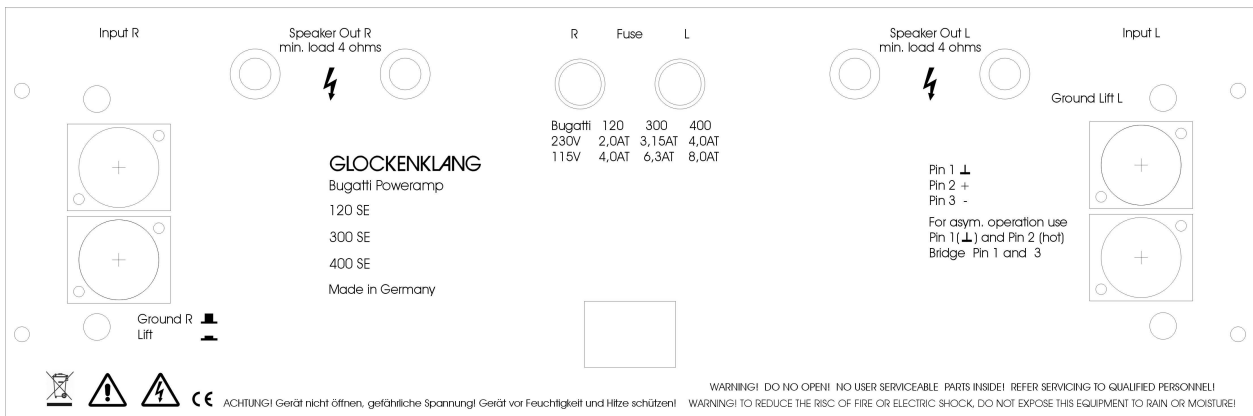 Input R
Speaker Out R
min. load 4 ohms
R Fuse L
Speaker Out L
min. load 4 ohms
Input L
Ground Lift L
Bugatti 120 300 400
230V 2,0AT 3,15AT 4,0AT
115V 4,0AT 6,3AT 8,0AT
GLOCKENKLANG
Bugatti Poweramp
120 SE
300 SE
400 SE
Made in Germany
Pin 1 ⊥
Pin 2 +
Pin 3 -
For asym. operation use
Pin 1(⊥) and Pin 2 (hot)
Bridge Pin 1 and 3
Ground R
Lift
CE ACHTUNG! Gerät nicht öffnen, gefährliche Spannung! Gerät vor Feuchtigkeit und Hitze schützen!
WARNING! DO NO OPEN! NO USER SERVICEABLE PARTS INSIDE! REFER SERVICING TO QUALIFIED PERSONNEL!
WARNING! TO REDUCE THE RISC OF FIRE OR ELECTRIC SHOCK, DO NOT EXPOSE THIS EQUIPMENT TO RAIN OR MOISTURE!